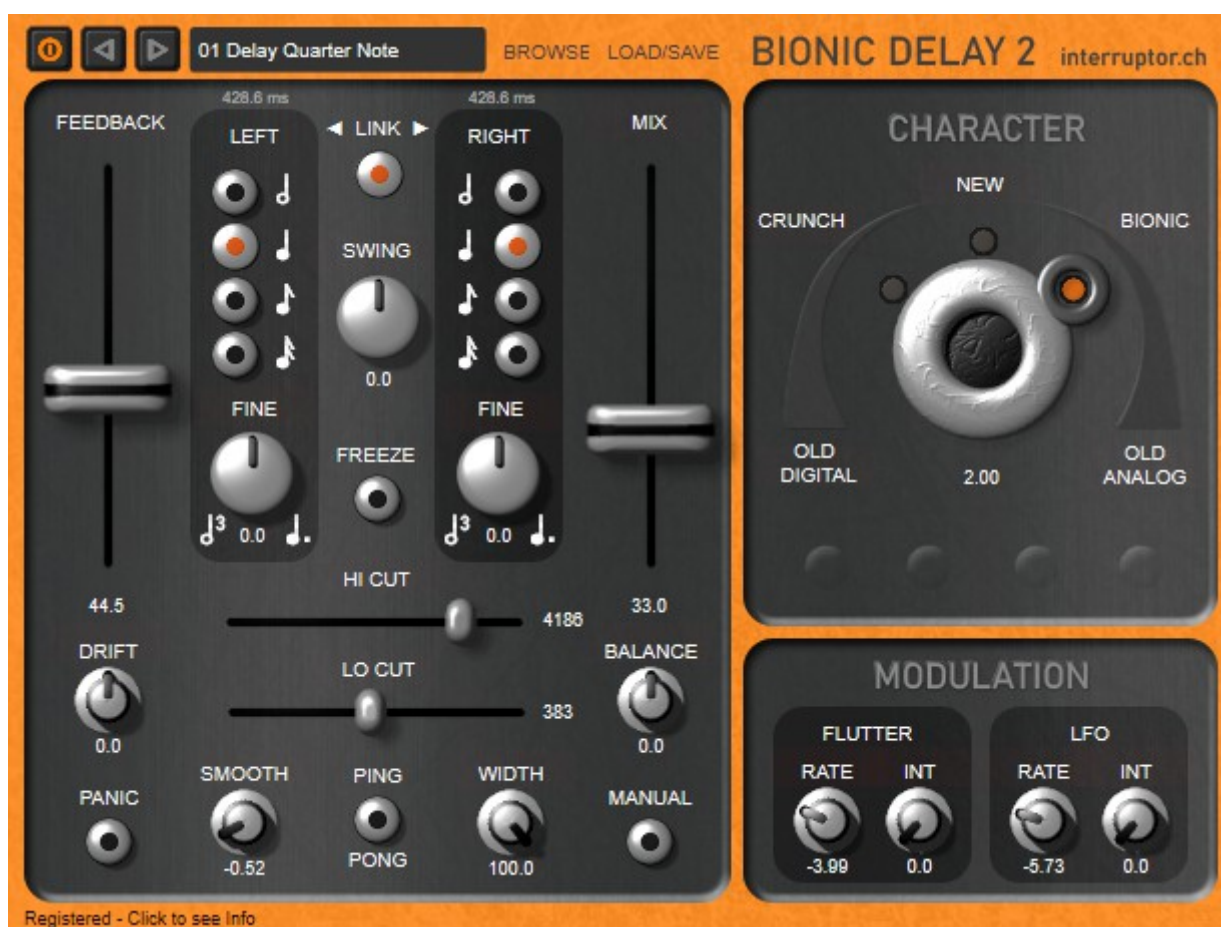 01 Delay Quarter Note
BROWSE LOAD/SAVE
BIONIC DELAY 2 interruptor.ch
FEEDBACK
428.6 ms
LEFT
LINK
428.6 ms
RIGHT
MIX
SWING
0.0
FINE
3 0.0
FREEZE
FINE
3 0.0
44.5
HI CUT
4186
33.0
DRIFT
0.0
LO CUT
383
BALANCE
0.0
PANIC
SMOOTH
-0.52
PING
PONG
WIDTH
100.0
MANUAL
CHARACTER
NEW
CRUNCH
BIONIC
OLD
DIGITAL
2.00
OLD
ANALOG
MODULATION
FLUTTER
RATE INT
-3.99 0.0
LFO
RATE INT
-5.73 0.0
Registered - Click to see Info